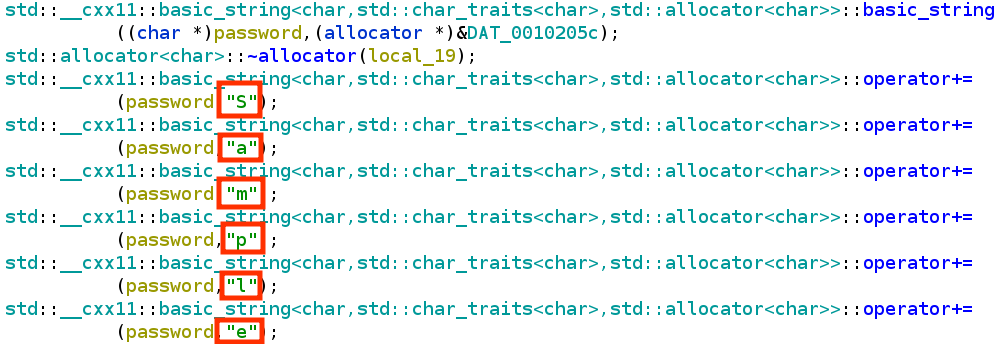 std::__cxx11::basic_string<char,std::char_traits<char>,std::allocator<char>>::basic_string
((char *)password,(allocator *)&DAT_0010205c);
std::allocator<char>::~allocator(local_19);
std::__cxx11::basic_string<char,std::char_traits<char>,std::allocator<char>>::operator+=
(password,"S");
std::__cxx11::basic_string<char,std::char_traits<char>,std::allocator<char>>::operator+=
(password,"a");
std::__cxx11::basic_string<char,std::char_traits<char>,std::allocator<char>>::operator+=
(password,"m");
std::__cxx11::basic_string<char,std::char_traits<char>,std::allocator<char>>::operator+=
(password,"p");
std::__cxx11::basic_string<char,std::char_traits<char>,std::allocator<char>>::operator+=
(password,"l");
std::__cxx11::basic_string<char,std::char_traits<char>,std::allocator<char>>::operator+=
(password,"e");